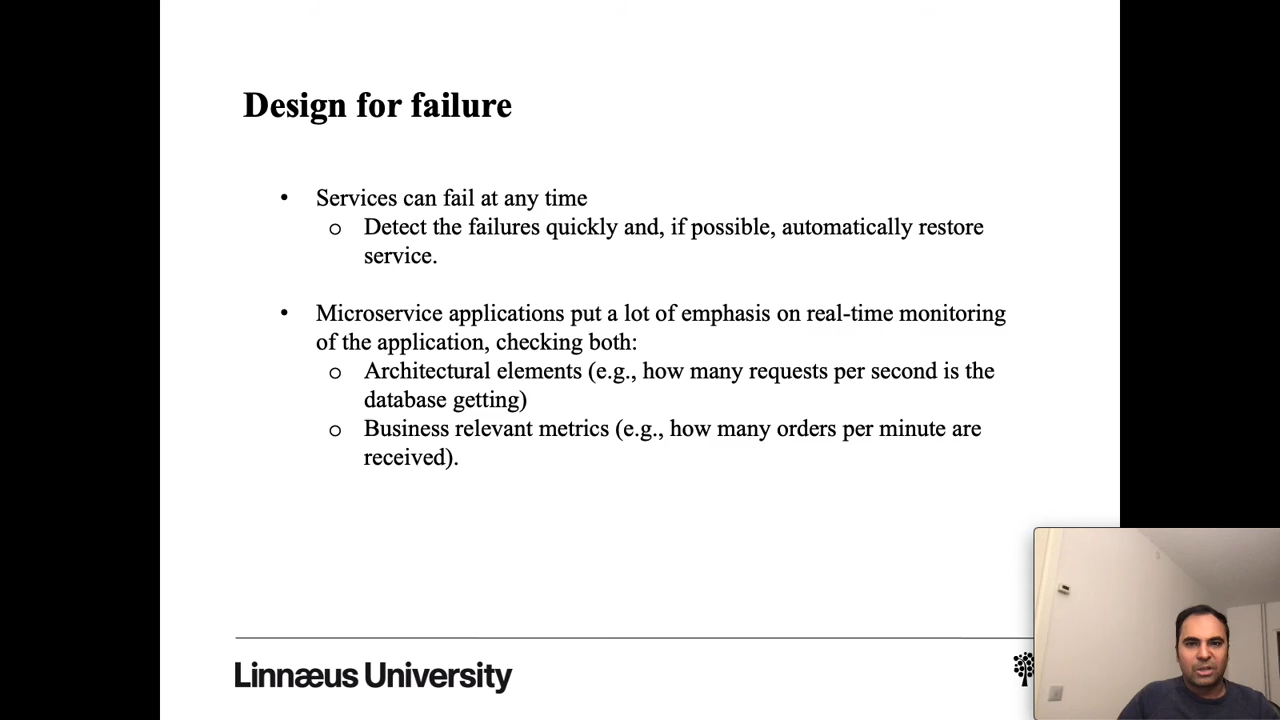 Design for failure
• Services can fail at any time
o Detect the failures quickly and, if possible, automatically restore
service.
• Microservice applications put a lot of emphasis on real-time monitoring
of the application, checking both:
o Architectural elements (e.g., how many requests per second is the
database getting)
o Business relevant metrics (e.g., how many orders per minute are
received).
Linnæus University